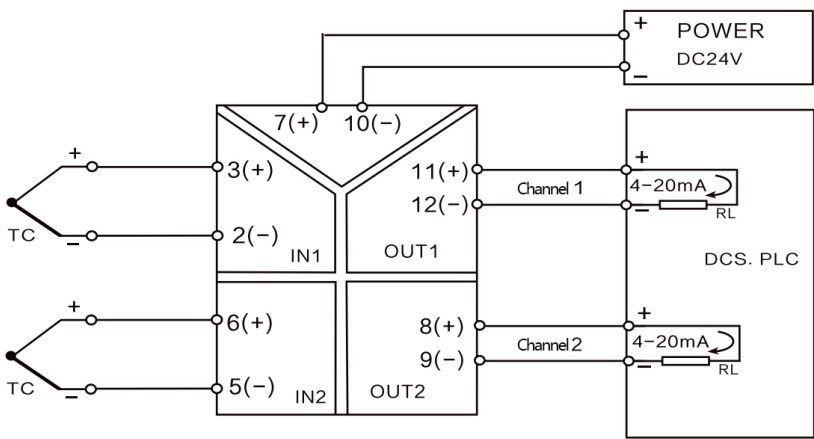 + POWER
− DC24V
7(+) 10(−)
+ 3(+) 11(+) Channel 1 + 4−20mA
12(−) − RL
TC − 2(−) IN1 OUT1
DCS. PLC
+ 6(+) 8(+) Channel 2 + 4−20mA
9(−) − RL
TC − 5(−) IN2 OUT2